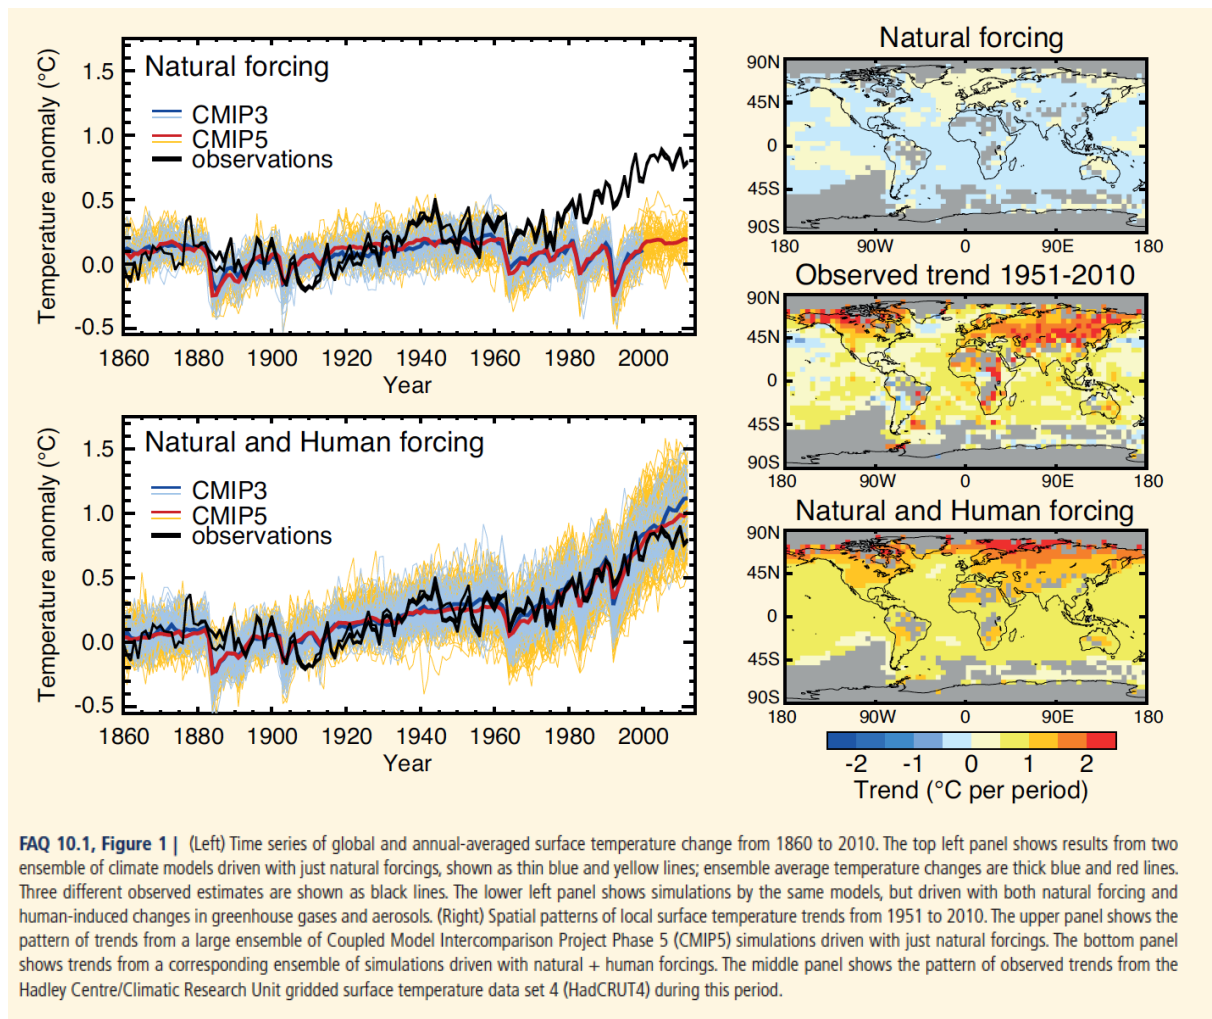 Natural forcing
CMIP3
CMIP5
observations
Temperature anomaly (°C)
1.5
1.0
0.5
0.0
-0.5
1860 1880 1900 1920 1940 1960 1980 2000
Year
Natural and Human forcing
CMIP3
CMIP5
observations
Temperature anomaly (°C)
1.5
1.0
0.5
0.0
-0.5
1860 1880 1900 1920 1940 1960 1980 2000
Year
Natural forcing
90N
45N
0
45S
90S
180 90W 0 90E 180
Observed trend 1951-2010
90N
45N
0
45S
90S
180 90W 0 90E 180
Natural and Human forcing
90N
45N
0
45S
90S
180 90W 0 90E 180
-2 -1 0 1 2
Trend (°C per period)
FAQ 10.1, Figure 1 | (Left) Time series of global and annual-averaged surface temperature change from 1860 to 2010. The top left panel shows results from two
ensemble of climate models driven with just natural forcings, shown as thin blue and yellow lines; ensemble average temperature changes are thick blue and red lines.
Three different observed estimates are shown as black lines. The lower left panel shows simulations by the same models, but driven with both natural forcing and
human-induced changes in greenhouse gases and aerosols. (Right) Spatial patterns of local surface temperature trends from 1951 to 2010. The upper panel shows the
pattern of trends from a large ensemble of Coupled Model Intercomparison Project Phase 5 (CMIP5) simulations driven with just natural forcings. The bottom panel
shows trends from a corresponding ensemble of simulations driven with natural + human forcings. The middle panel shows the pattern of observed trends from the
Hadley Centre/Climatic Research Unit gridded surface temperature data set 4 (HadCRUT4) during this period.